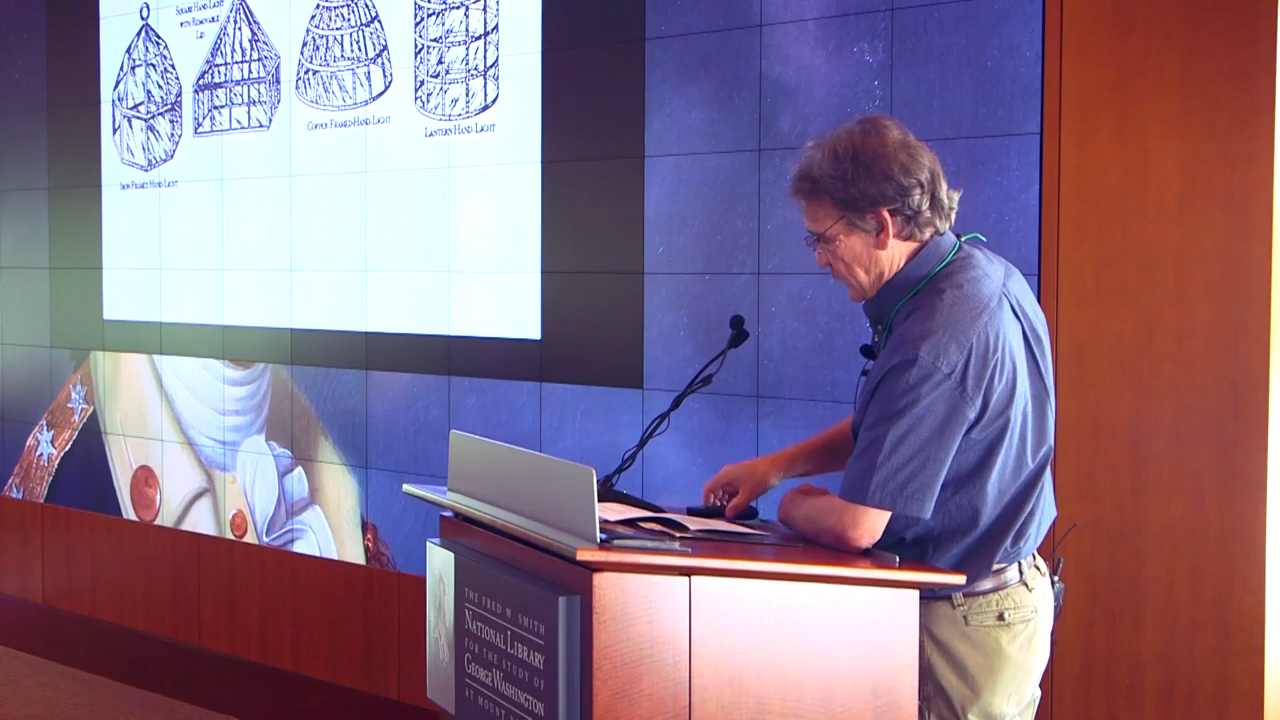 SQUARE HAND-LIGHT
WITH REMOVABLE
LID
COPPER FRAMED HAND-LIGHT
LANTERN HAND-LIGHT
IRON FRAMED HAND-LIGHT
THE FRED W. SMITH
NATIONAL LIBRARY
FOR THE STUDY OF
GEORGE WASHINGTON
AT MOUNT